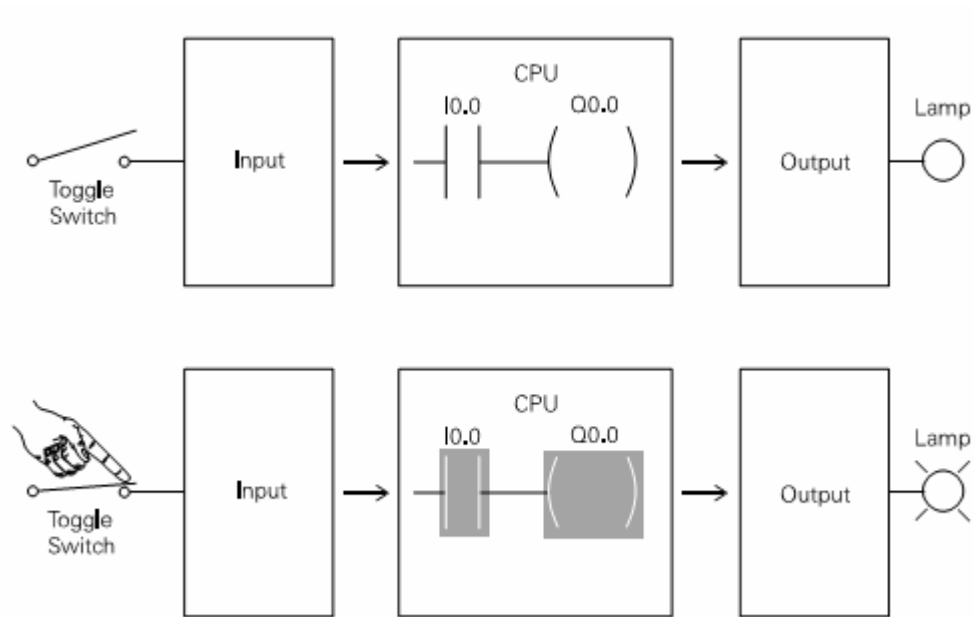 CPU
I0.0 Q0.0
Lamp
Input
Output
Toggle
Switch
CPU
I0.0 Q0.0
Lamp
Input
Output
Toggle
Switch